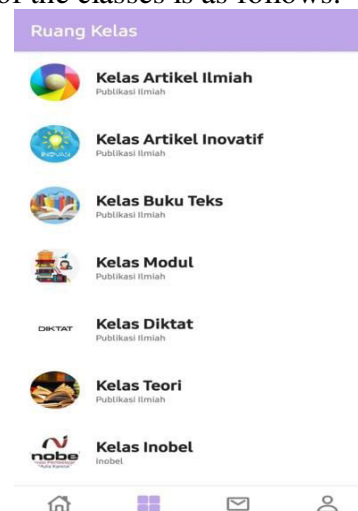 of the classes is as follows:
Ruang Kelas
Kelas Artikel Ilmiah
Publikasi Ilmiah
INOVASI
Kelas Artikel Inovatif
Publikasi Ilmiah
Kelas Buku Teks
Publikasi Ilmiah
Kelas Modul
Publikasi Ilmiah
DIKTAT
Kelas Diktat
Publikasi Ilmiah
Kelas Teori
Publikasi Ilmiah
nobel
Kelas Inobel
inobel